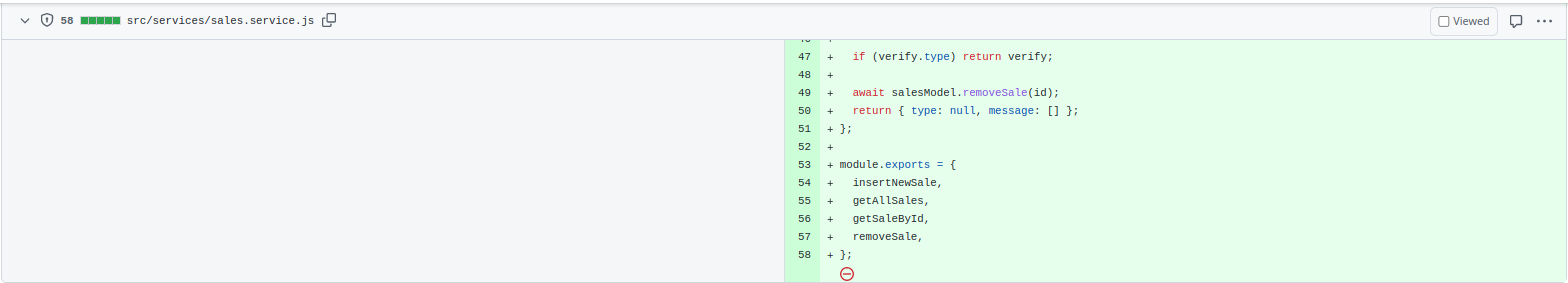 58 src/services/sales.service.js Viewed
47 + if (verify.type) return verify;
48 +
49 + await salesModel.removeSale(id);
50 + return { type: null, message: [] };
51 + };
52 +
53 + module.exports = {
54 + insertNewSale,
55 + getAllSales,
56 + getSaleById,
57 + removeSale,
58 + };